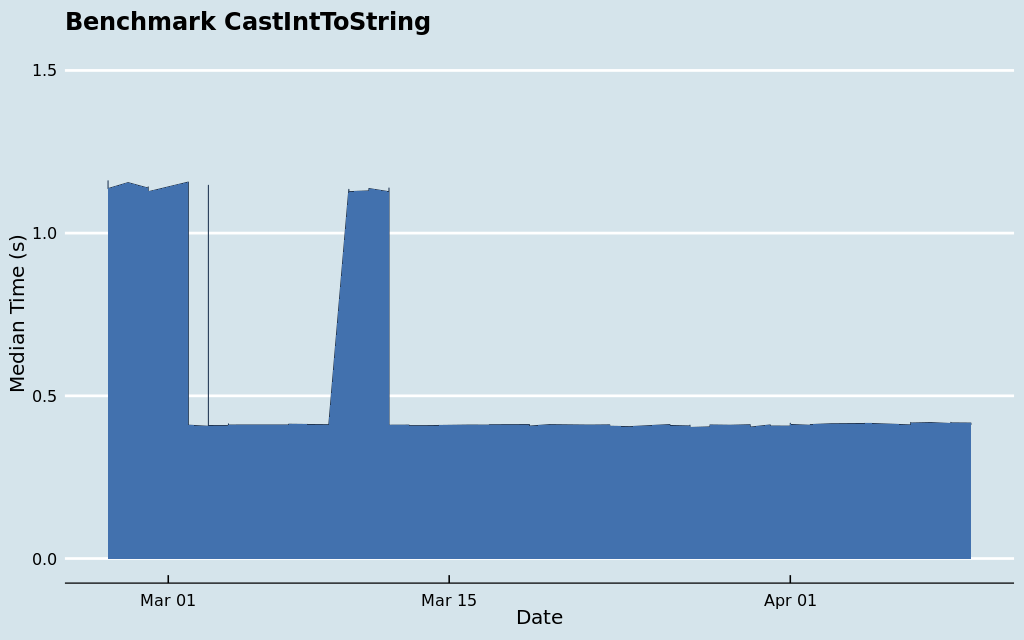 Benchmark CastIntToString
1.5
1.0
0.5
0.0
Median Time (s)
Mar 01
Mar 15
Apr 01
Date